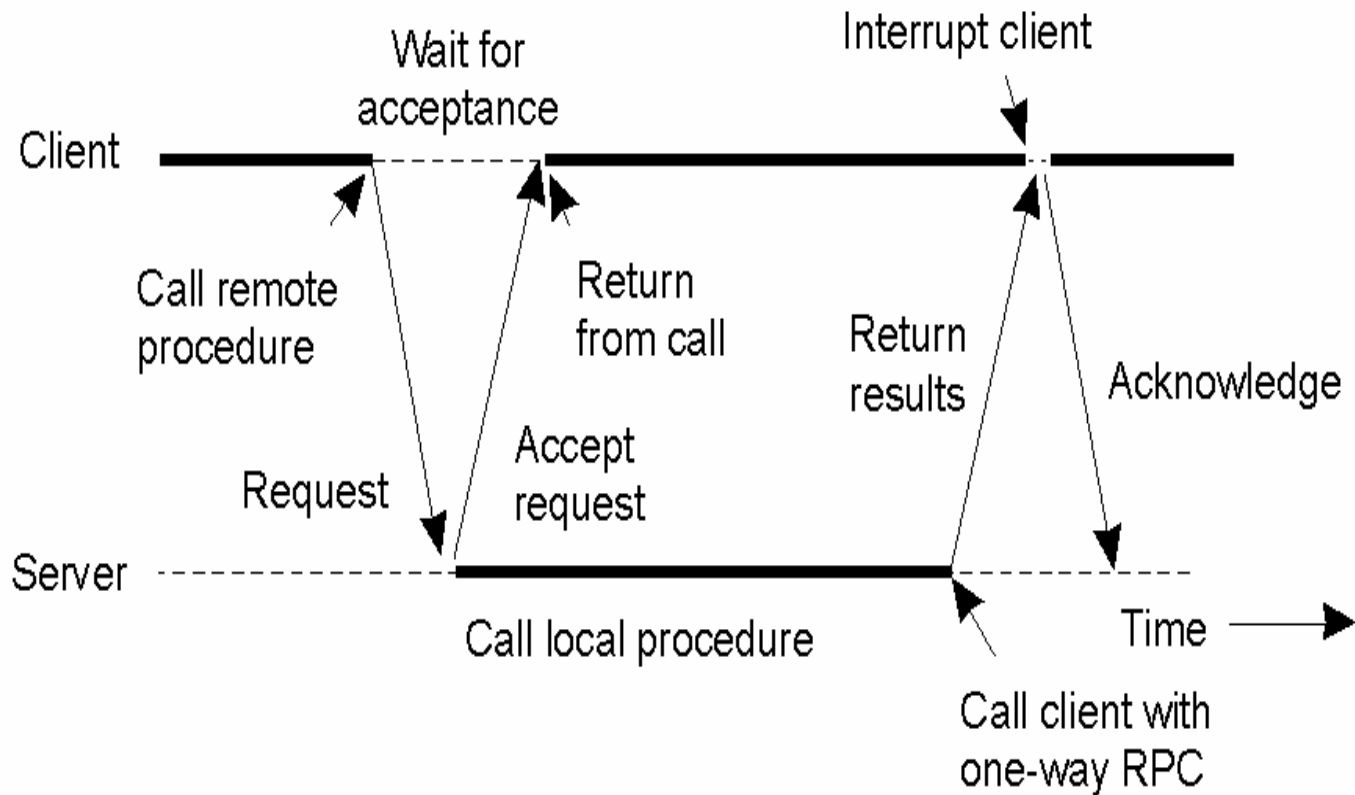 Interrupt client
Wait for
acceptance
Client
Call remote
procedure
Return
from call
Return
results
Acknowledge
Request
Accept
request
Server
Call local procedure
Time
Call client with
one-way RPC